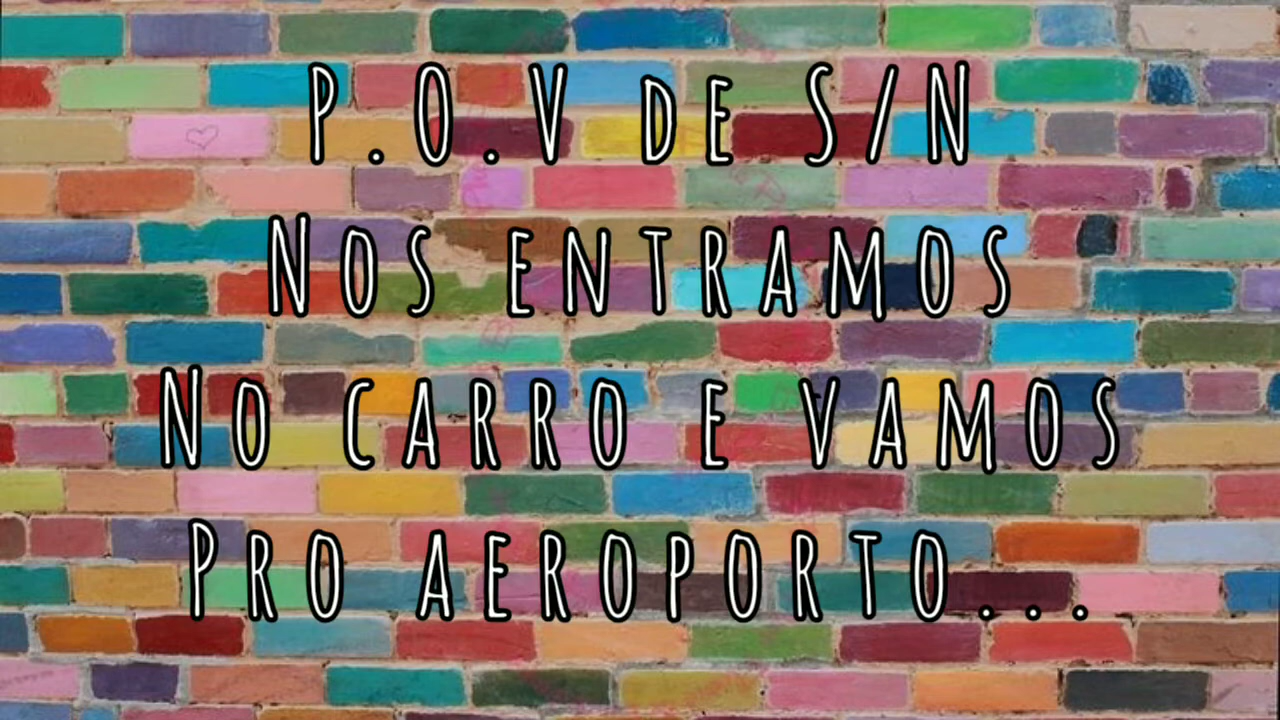 P.O.V de S/N
Nos entramos
No carro e vamos
Pro aeroporto...